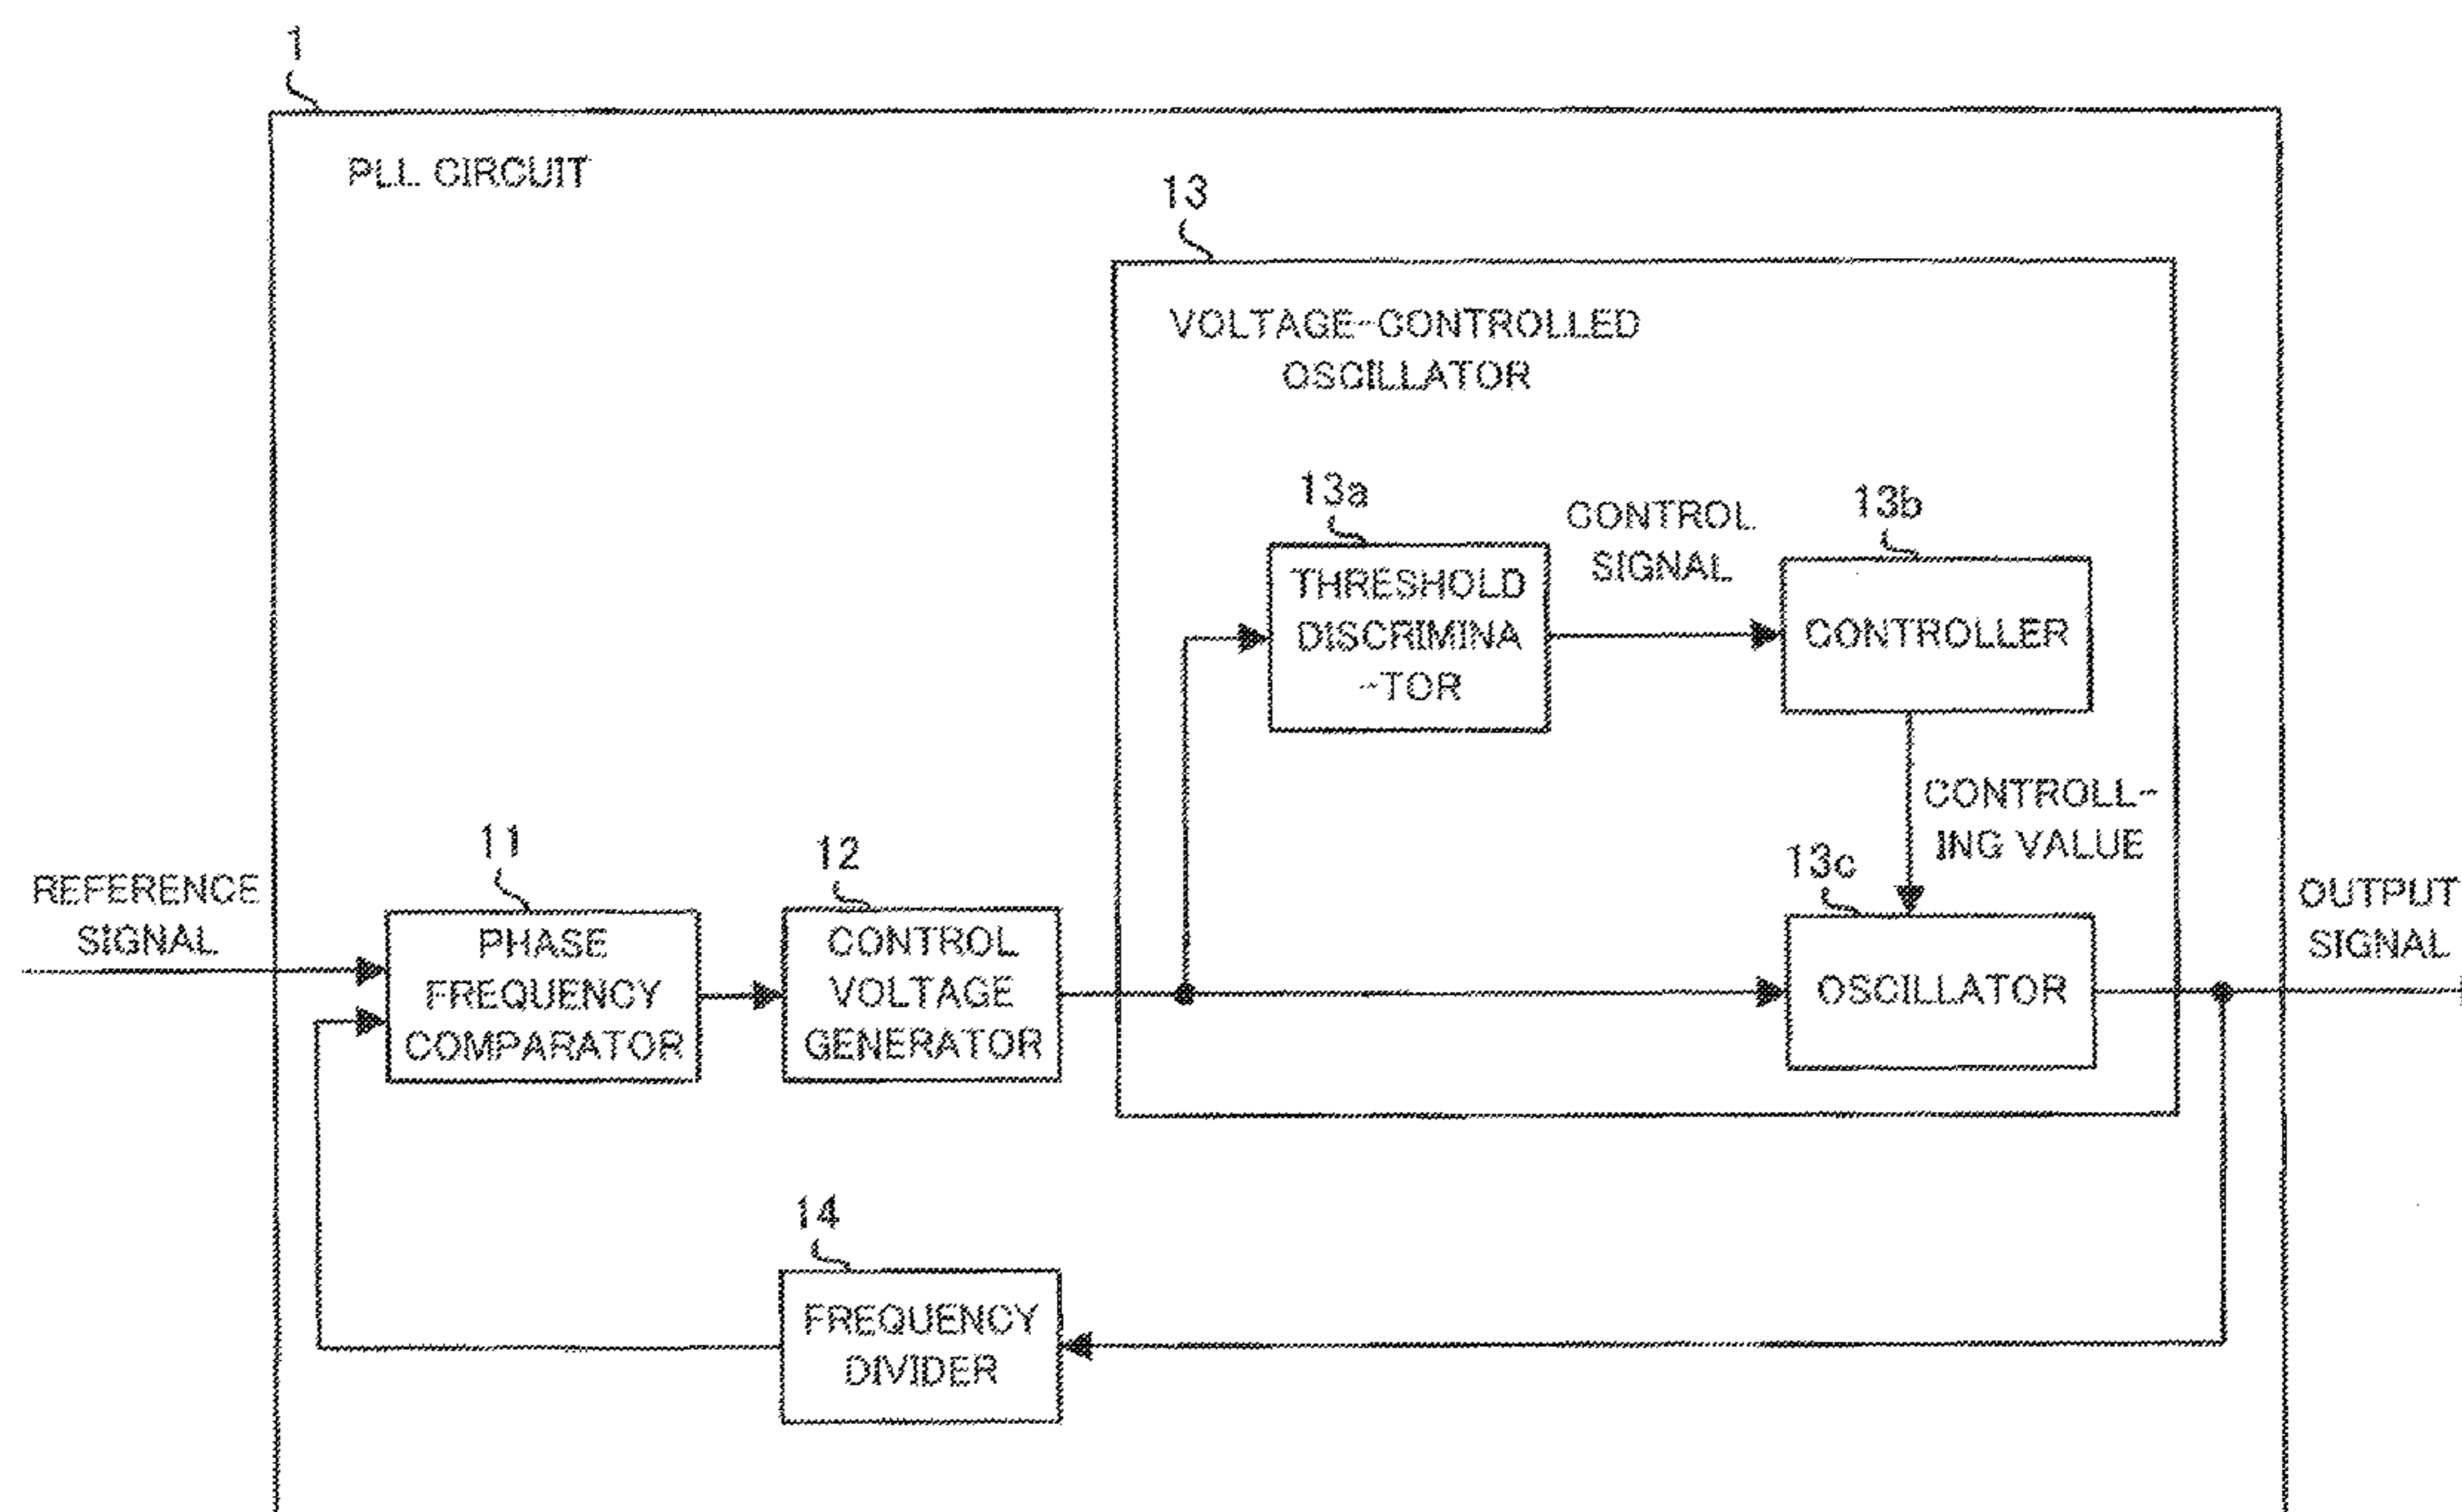 1
PLL CIRCUIT
13
VOLTAGE-CONTROLLED
OSCILLATOR
13a
THRESHOLD
DISCRIMINA
-TOR
CONTROL
SIGNAL
13b
CONTROLLER
CONTROLL-
ING VALUE
REFERENCE
SIGNAL
11
PHASE
FREQUENCY
COMPARATOR
12
CONTROL
VOLTAGE
GENERATOR
13c
OSCILLATOR
OUTPUT
SIGNAL
14
FREQUENCY
DIVIDER